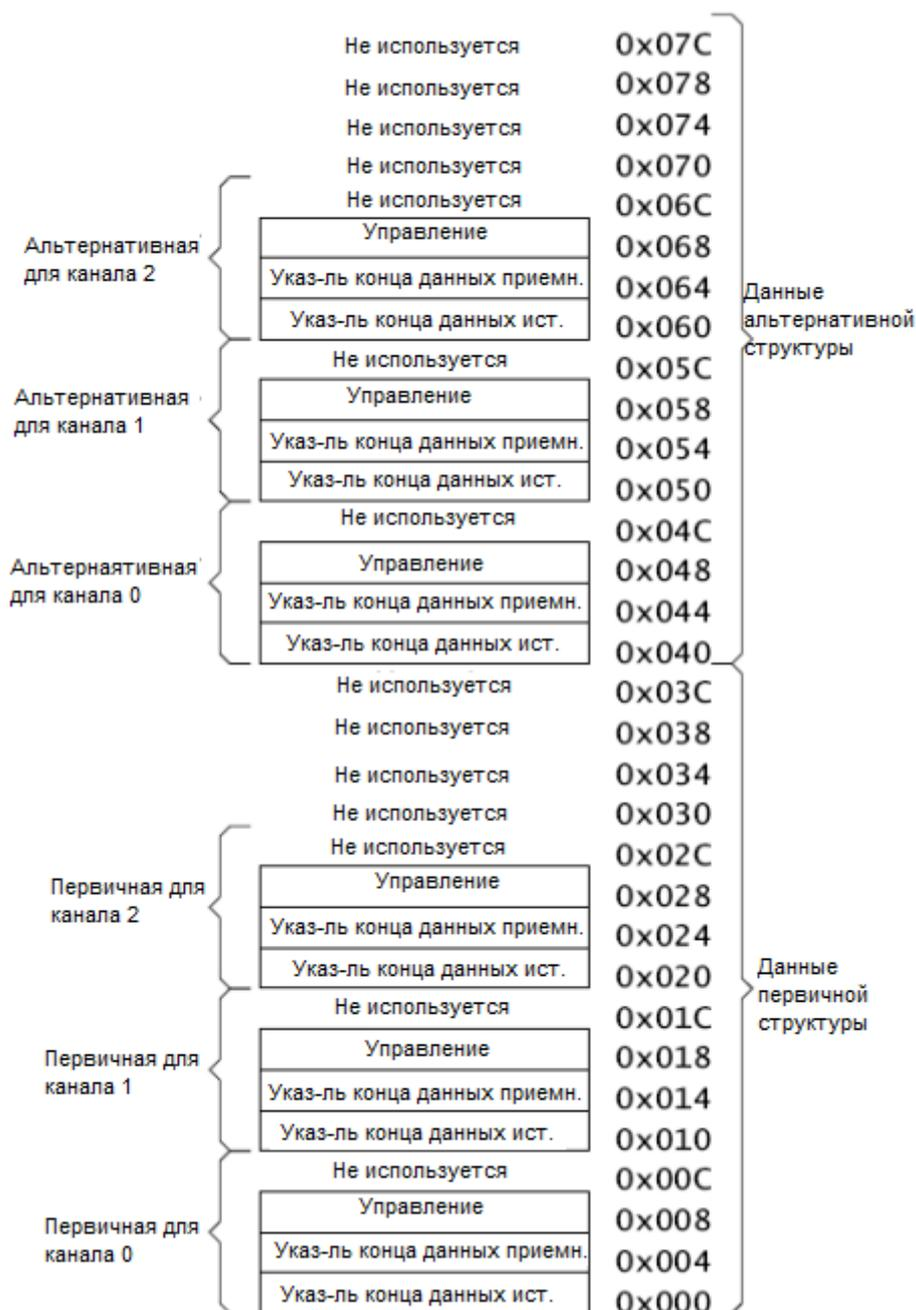 Не используется 0x07C
Не используется 0x078
Не используется 0x074
Не используется 0x070
Не используется 0x06C
Альтернативная
для канала 2
Управление 0x068
Указ-ль конца данных приемн. 0x064
Указ-ль конца данных ист. 0x060
Данные
альтернативной
структуры
Не используется 0x05C
Альтернативная
для канала 1
Управление 0x058
Указ-ль конца данных приемн. 0x054
Указ-ль конца данных ист. 0x050
Не используется 0x04C
Альтернаятивная
для канала 0
Управление 0x048
Указ-ль конца данных приемн. 0x044
Указ-ль конца данных ист. 0x040
Не используется 0x03C
Не используется 0x038
Не используется 0x034
Не используется 0x030
Не используется 0x02C
Первичная для
канала 2
Управление 0x028
Указ-ль конца данных приемн. 0x024
Указ-ль конца данных ист. 0x020
Данные
первичной
структуры
Не используется 0x01C
Первичная для
канала 1
Управление 0x018
Указ-ль конца данных приемн. 0x014
Указ-ль конца данных ист. 0x010
Не используется 0x00C
Первичная для
канала 0
Управление 0x008
Указ-ль конца данных приемн. 0x004
Указ-ль конца данных ист. 0x000